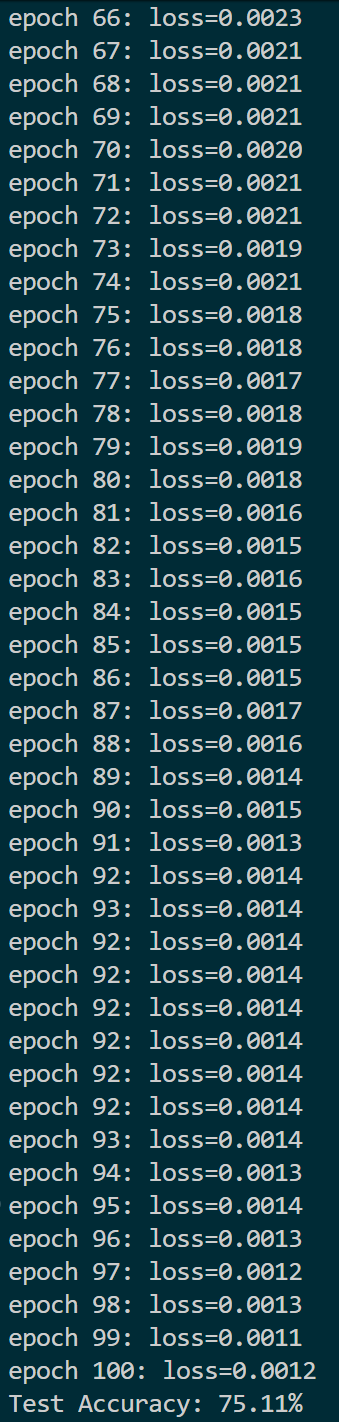 epoch 66: loss=0.0023
epoch 67: loss=0.0021
epoch 68: loss=0.0021
epoch 69: loss=0.0021
epoch 70: loss=0.0020
epoch 71: loss=0.0021
epoch 72: loss=0.0021
epoch 73: loss=0.0019
epoch 74: loss=0.0021
epoch 75: loss=0.0018
epoch 76: loss=0.0018
epoch 77: loss=0.0017
epoch 78: loss=0.0018
epoch 79: loss=0.0019
epoch 80: loss=0.0018
epoch 81: loss=0.0016
epoch 82: loss=0.0015
epoch 83: loss=0.0016
epoch 84: loss=0.0015
epoch 85: loss=0.0015
epoch 86: loss=0.0015
epoch 87: loss=0.0017
epoch 88: loss=0.0016
epoch 89: loss=0.0014
epoch 90: loss=0.0015
epoch 91: loss=0.0013
epoch 92: loss=0.0014
epoch 93: loss=0.0014
epoch 92: loss=0.0014
epoch 92: loss=0.0014
epoch 92: loss=0.0014
epoch 92: loss=0.0014
epoch 92: loss=0.0014
epoch 92: loss=0.0014
epoch 93: loss=0.0014
epoch 94: loss=0.0013
epoch 95: loss=0.0014
epoch 96: loss=0.0013
epoch 97: loss=0.0012
epoch 98: loss=0.0013
epoch 99: loss=0.0011
epoch 100: loss=0.0012
Test Accuracy: 75.11%